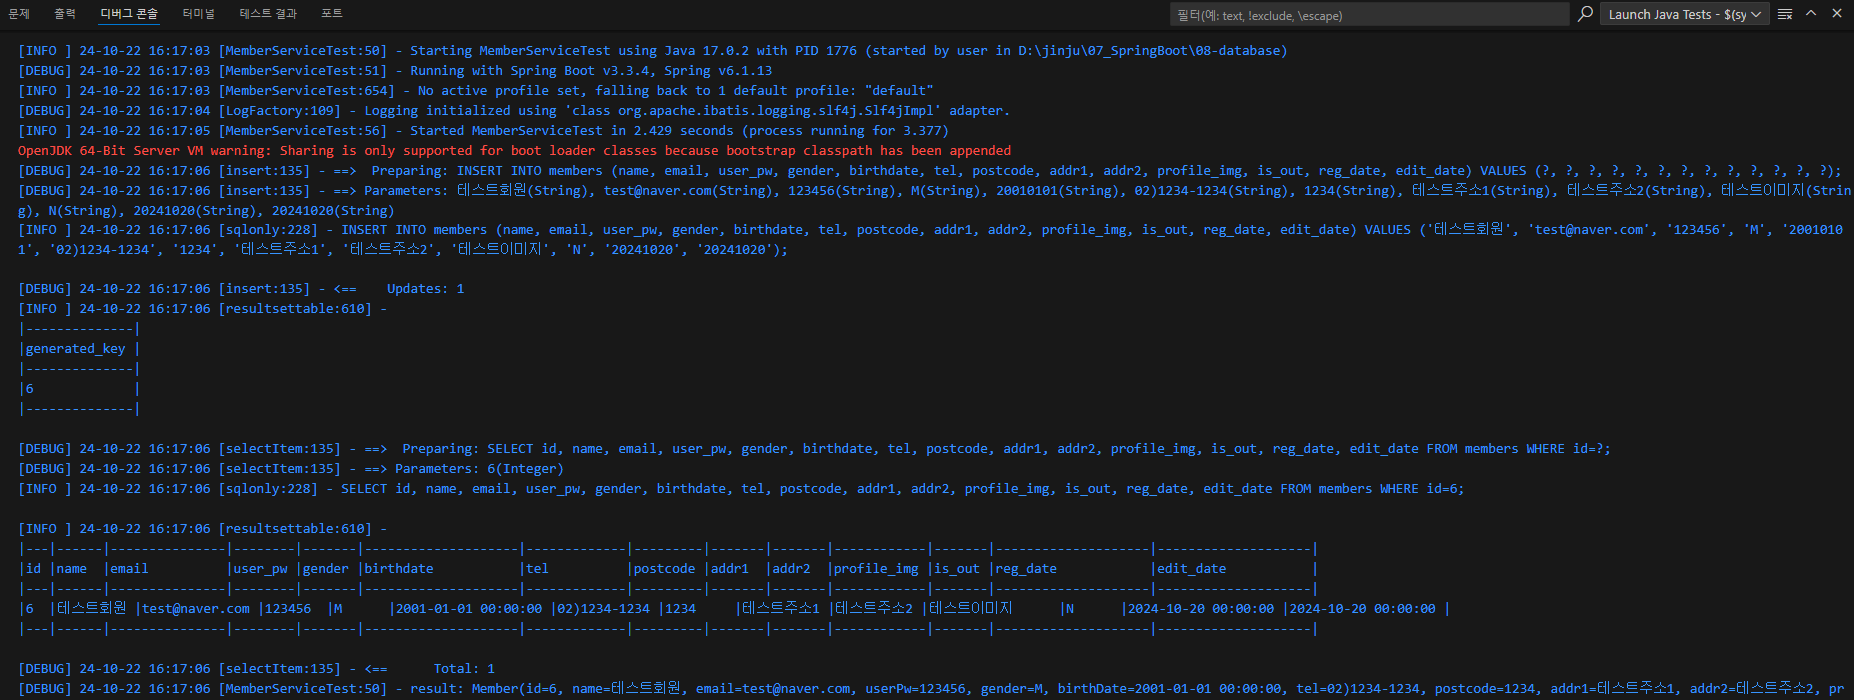 문제 출력 디버그 콘솔 터미널 테스트 결과 포트 필터(예: text, !exclude, \escape) Launch Java Tests - $(sy
[INFO ] 24-10-22 16:17:03 [MemberServiceTest:50] - Starting MemberServiceTest using Java 17.0.2 with PID 1776 (started by user in D:\jinju\07_SpringBoot\08-database)
[DEBUG] 24-10-22 16:17:03 [MemberServiceTest:51] - Running with Spring Boot v3.3.4, Spring v6.1.13
[INFO ] 24-10-22 16:17:03 [MemberServiceTest:654] - No active profile set, falling back to 1 default profile: "default"
[DEBUG] 24-10-22 16:17:04 [LogFactory:109] - Logging initialized using 'class org.apache.ibatis.logging.slf4j.Slf4jImpl' adapter.
[INFO ] 24-10-22 16:17:05 [MemberServiceTest:56] - Started MemberServiceTest in 2.429 seconds (process running for 3.377)
OpenJDK 64-Bit Server VM warning: Sharing is only supported for boot loader classes because bootstrap classpath has been appended
[DEBUG] 24-10-22 16:17:06 [insert:135] - ==>  Preparing: INSERT INTO members (name, email, user_pw, gender, birthdate, tel, postcode, addr1, addr2, profile_img, is_out, reg_date, edit_date) VALUES (?, ?, ?, ?, ?, ?, ?, ?, ?, ?, ?, ?, ?);
[DEBUG] 24-10-22 16:17:06 [insert:135] - ==> Parameters: 테스트회원(String), test@naver.com(String), 123456(String), M(String), 20010101(String), 02)1234-1234(String), 1234(String), 테스트주소1(String), 테스트주소2(String), 테스트이미지(Strin
g), N(String), 20241020(String), 20241020(String)
[INFO ] 24-10-22 16:17:06 [sqlonly:228] - INSERT INTO members (name, email, user_pw, gender, birthdate, tel, postcode, addr1, addr2, profile_img, is_out, reg_date, edit_date) VALUES ('테스트회원', 'test@naver.com', '123456', 'M', '2001010
1', '02)1234-1234', '1234', '테스트주소1', '테스트주소2', '테스트이미지', 'N', '20241020', '20241020');
[DEBUG] 24-10-22 16:17:06 [insert:135] - <==    Updates: 1
[INFO ] 24-10-22 16:17:06 [resultsettable:610] -
|--------------|
|generated_key |
|--------------|
|6             |
|--------------|
[DEBUG] 24-10-22 16:17:06 [selectItem:135] - ==>  Preparing: SELECT id, name, email, user_pw, gender, birthdate, tel, postcode, addr1, addr2, profile_img, is_out, reg_date, edit_date FROM members WHERE id=?;
[DEBUG] 24-10-22 16:17:06 [selectItem:135] - ==> Parameters: 6(Integer)
[INFO ] 24-10-22 16:17:06 [sqlonly:228] - SELECT id, name, email, user_pw, gender, birthdate, tel, postcode, addr1, addr2, profile_img, is_out, reg_date, edit_date FROM members WHERE id=6;
[INFO ] 24-10-22 16:17:06 [resultsettable:610] -
|---|------|---------------|--------|-------|--------------------|-------------|---------|-------|-------|------------|-------|--------------------|--------------------|
|id |name  |email          |user_pw |gender |birthdate           |tel          |postcode |addr1  |addr2  |profile_img |is_out |reg_date            |edit_date           |
|---|------|---------------|--------|-------|--------------------|-------------|---------|-------|-------|------------|-------|--------------------|--------------------|
|6  |테스트회원 |test@naver.com |123456  |M      |2001-01-01 00:00:00 |02)1234-1234 |1234     |테스트주소1 |테스트주소2 |테스트이미지      |N      |2024-10-20 00:00:00 |2024-10-20 00:00:00 |
|---|------|---------------|--------|-------|--------------------|-------------|---------|-------|-------|------------|-------|--------------------|--------------------|
[DEBUG] 24-10-22 16:17:06 [selectItem:135] - <==      Total: 1
[DEBUG] 24-10-22 16:17:06 [MemberServiceTest:50] - result: Member(id=6, name=테스트회원, email=test@naver.com, userPw=123456, gender=M, birthDate=2001-01-01 00:00:00, tel=02)1234-1234, postcode=1234, addr1=테스트주소1, addr2=테스트주소2, pr